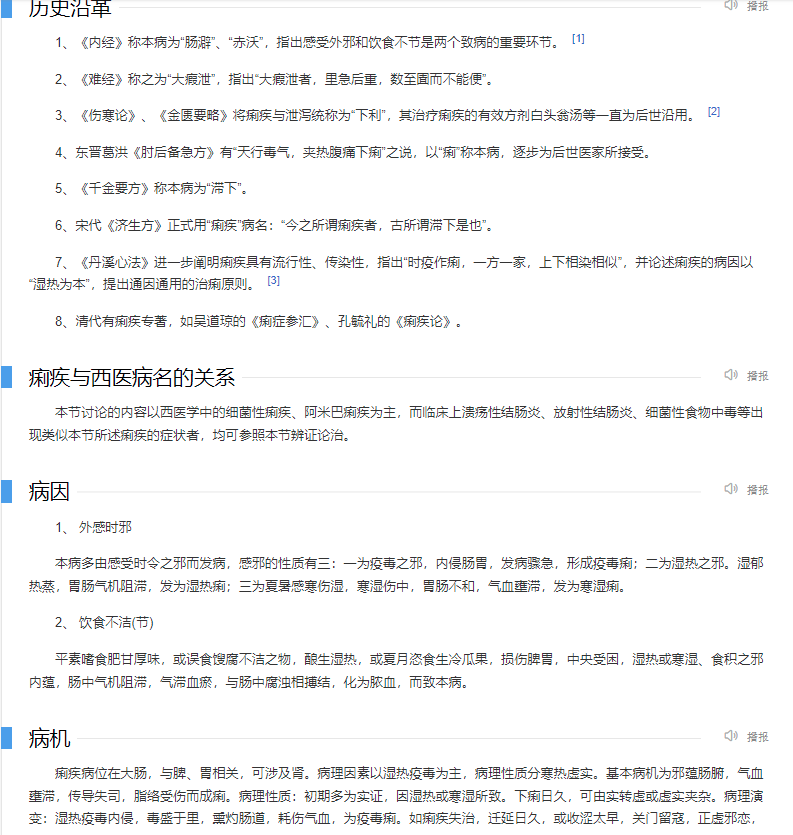 历史沿革
播报
1、《内经》称本病为“肠澼”、“赤沃”，指出感受外邪和饮食不节是两个致病的重要环节。 [1]
2、《难经》称之为“大瘕泄”，指出“大瘕泄者，里急后重，数至圊而不能便”。
3、《伤寒论》、《金匮要略》将痢疾与泄泻统称为“下利”，其治疗痢疾的有效方剂白头翁汤等一直为后世沿用。 [2]
4、东晋葛洪《肘后备急方》有“天行毒气，夹热腹痛下痢”之说，以“痢”称本病，逐步为后世医家所接受。
5、《千金要方》称本病为“滞下”。
6、宋代《济生方》正式用“痢疾”病名：“今之所谓痢疾者，古所谓滞下是也”。
7、《丹溪心法》进一步阐明痢疾具有流行性、传染性，指出“时疫作痢，一方一家，上下相染相似”，并论述痢疾的病因以
“湿热为本”，提出通因通用的治痢原则。 [3]
8、清代有痢疾专著，如吴道琼的《痢症参汇》、孔毓礼的《痢疾论》。
痢疾与西医病名的关系
播报
本节讨论的内容以西医学中的细菌性痢疾、阿米巴痢疾为主，而临床上溃疡性结肠炎、放射性结肠炎、细菌性食物中毒等出
现类似本节所述痢疾的症状者，均可参照本节辨证论治。
病因
播报
1、 外感时邪
本病多由感受时令之邪而发病，感邪的性质有三：一为疫毒之邪，内侵肠胃，发病骤急，形成疫毒痢；二为湿热之邪。湿郁
热蒸，胃肠气机阻滞，发为湿热痢；三为夏暑感寒伤湿，寒湿伤中，胃肠不和，气血壅滞，发为寒湿痢。
2、 饮食不洁(节)
平素嗜食肥甘厚味，或误食馊腐不洁之物，酿生湿热，或夏月恣食生冷瓜果，损伤脾胃，中央受困，湿热或寒湿、食积之邪
内蕴，肠中气机阻滞，气滞血瘀，与肠中腐浊相搏结，化为脓血，而致本病。
病机
播报
痢疾病位在大肠，与脾、胃相关，可涉及肾。病理因素以湿热疫毒为主，病理性质分寒热虚实。基本病机为邪蕴肠腑，气血
壅滞，传导失司，脂络受伤而成痢。病理性质：初期多为实证，因湿热或寒湿所致。下痢日久，可由实转虚或虚实夹杂。病理演
变：湿热疫毒内侵，毒盛于里，熏灼肠道，耗伤气血，为疫毒痢。如痢疾失治，迁延日久，或收涩太早，关门留寇，正虚邪恋，